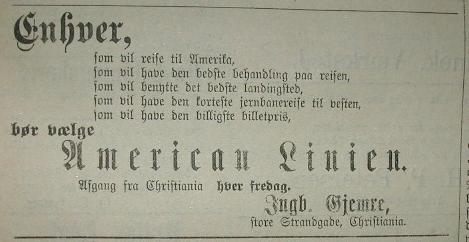 Enhver,
som vil reise til Amerika,
som vil have den bedste behandling paa reisen,
som vil benytte det bedste landingsted,
som vil have den korteste jernbanereise til vesten,
som vil have den billigste billetpris,
bør vælge
American Linien.
Afgang fra Christiania hver fredag.
Ingb. Gjemre,
store Strandgade, Christiania.